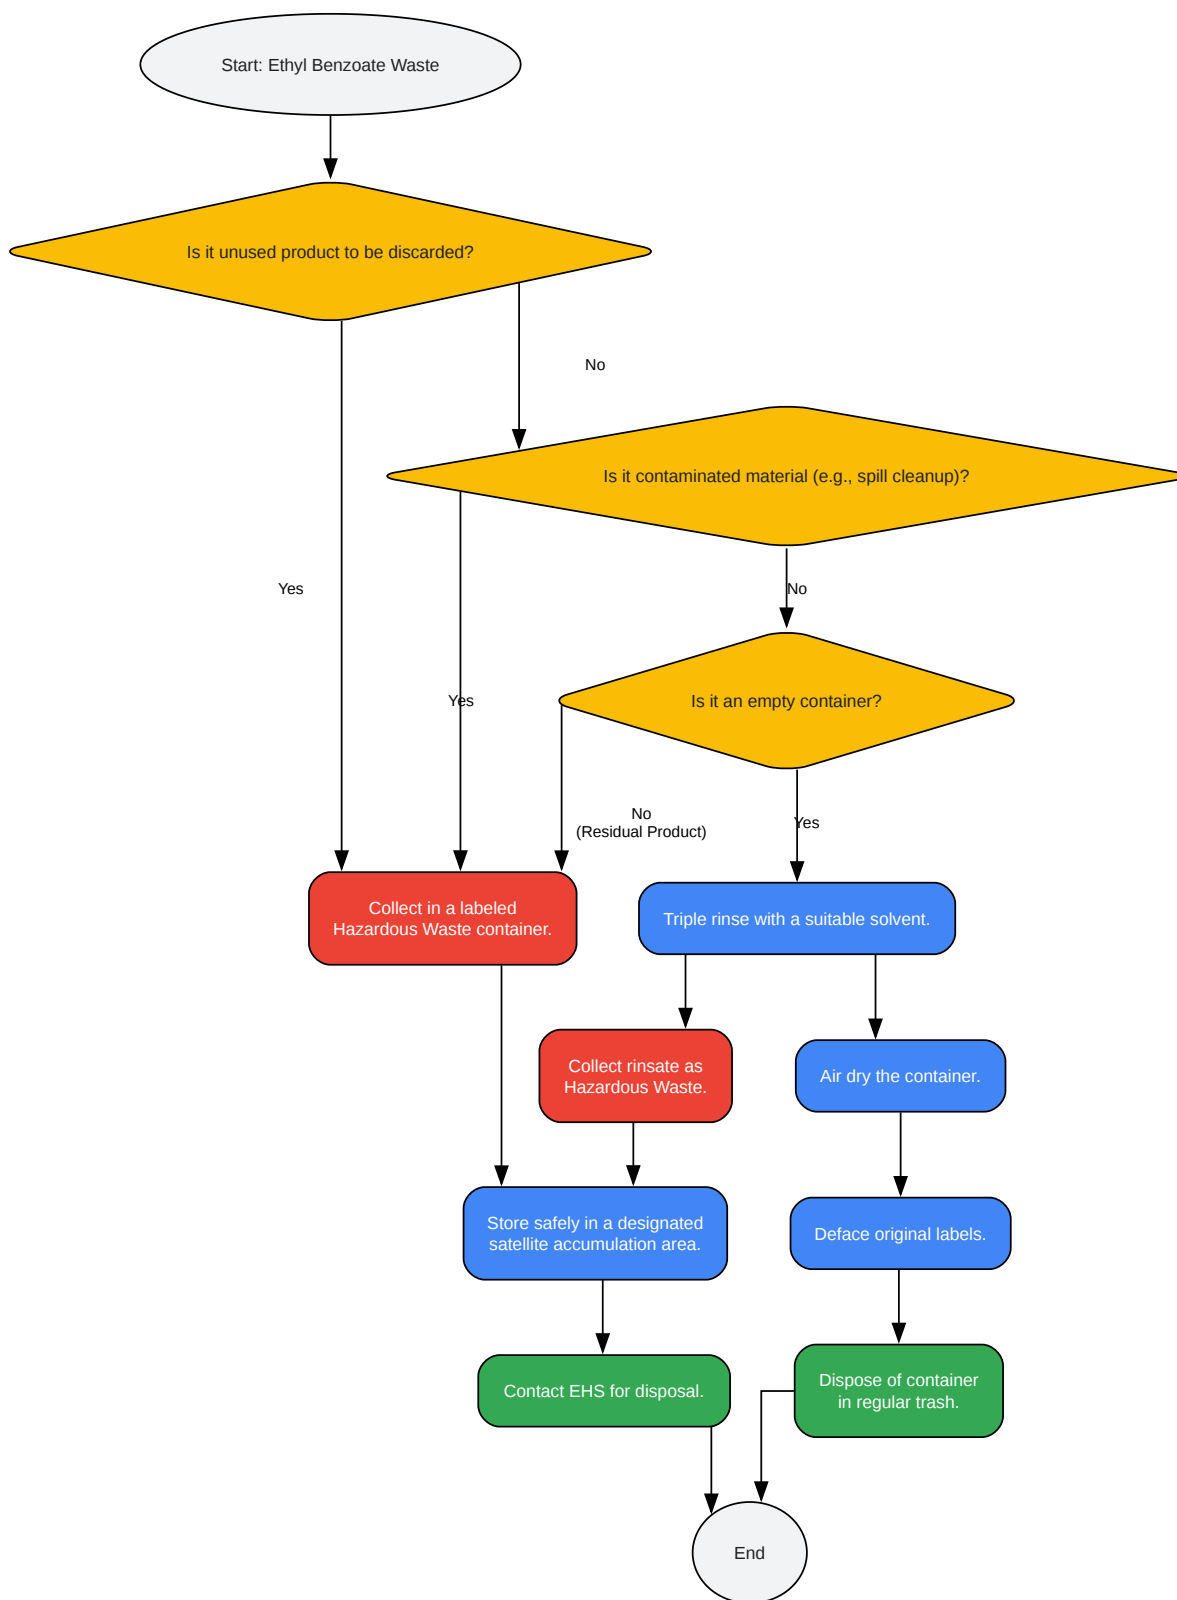 Start: Ethyl Benzoate Waste
Is it unused product to be discarded?
No
Is it contaminated material (e.g., spill cleanup)?
Yes
No
Yes
Is it an empty container?
No
(Residual Product)
Yes
Collect in a labeled
Hazardous Waste container.
Triple rinse with a suitable solvent.
Collect rinsate as
Hazardous Waste.
Air dry the container.
Store safely in a designated
satellite accumulation area.
Deface original labels.
Contact EHS for disposal.
Dispose of container
in regular trash.
End